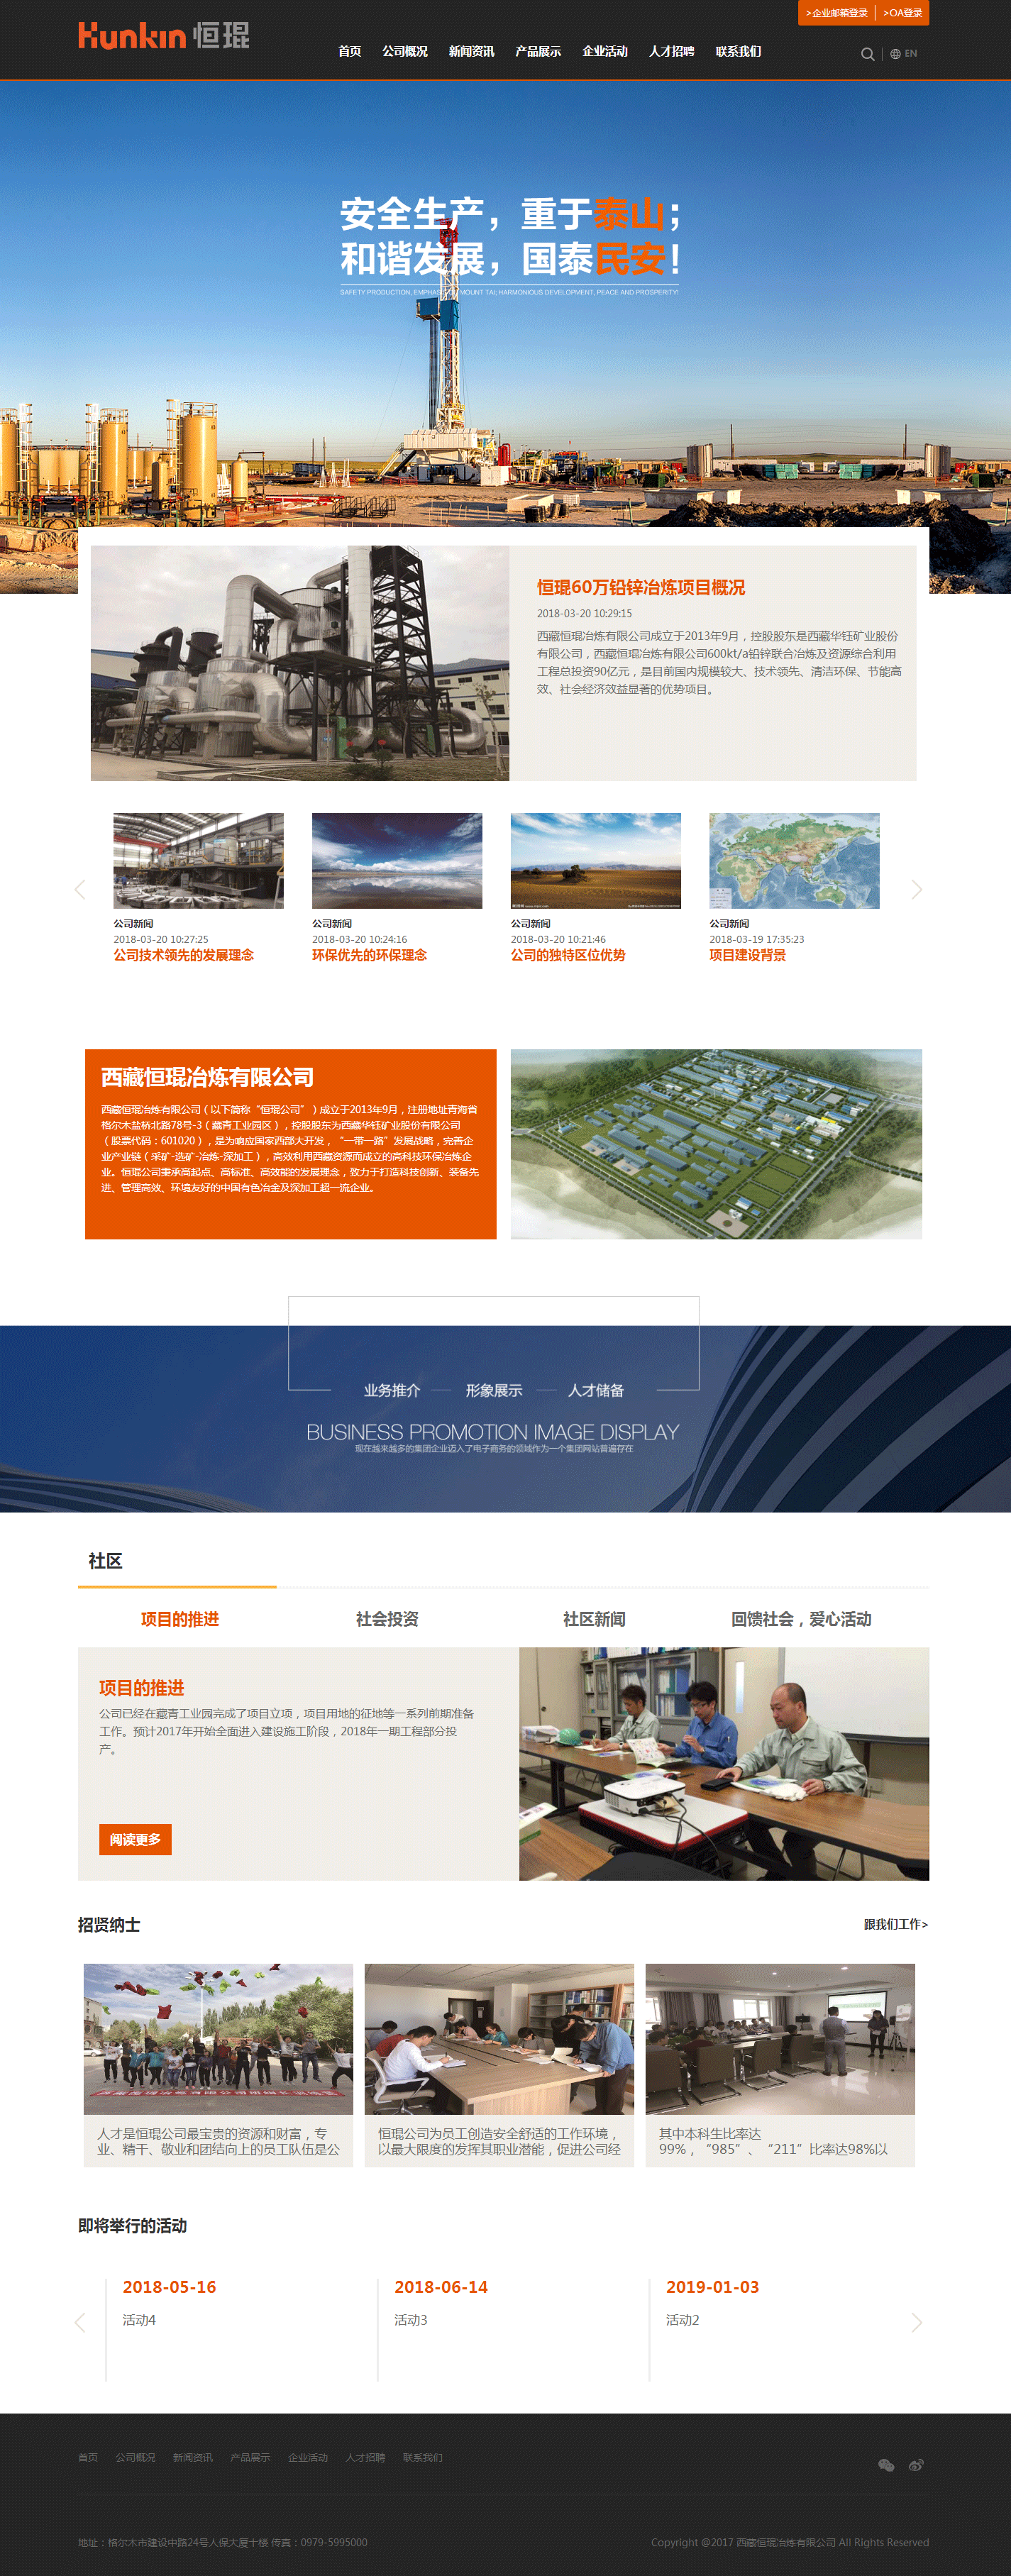 >企业邮箱登录 >OA登录
Hunkin 恒琨
首页 公司概况 新闻资讯 产品展示 企业活动 人才招聘 联系我们
EN
安全生产，重于泰山；
和谐发展，国泰民安！
恒琨60万铅锌冶炼项目概况
2018-03-20 10:29:15
西藏恒琨冶炼有限公司成立于2013年9月，控股股东是西藏华钰矿业股份
有限公司，西藏恒琨冶炼有限公司600kt/a铅锌联合冶炼及资源综合利用
工程总投资90亿元，是目前国内规模较大、技术领先、清洁环保、节能高
效、社会经济效益显著的优势项目。
公司新闻
2018-03-20 10:27:25
公司技术领先的发展理念
公司新闻
2018-03-20 10:24:16
环保优先的环保理念
公司新闻
2018-03-20 10:21:46
公司的独特区位优势
公司新闻
2018-03-19 17:35:23
项目建设背景
西藏恒琨冶炼有限公司
西藏恒琨冶炼有限公司（以下简称“恒琨公司”）成立于2013年9月，注册地址青海省
格尔木盐桥北路78号-3（藏青工业园区），控股股东为西藏华钰矿业股份有限公司
（股票代码：601020），是为响应国家西部大开发，“一带一路”发展战略，完善企
业产业链（采矿-选矿-冶炼-深加工），高效利用西藏资源而成立的高科技环保冶炼企
业。恒琨公司秉承高起点、高标准、高效能的发展理念，致力于打造科技创新、装备先
进、管理高效、环境友好的中国有色冶金及深加工超一流企业。
业务推介 形象展示 人才储备
BUSINESS PROMOTION IMAGE DISPLAY
现在越来越多的集团企业迈入了电子商务的领域作为一个集团网站普遍存在
社区
项目的推进 社会投资 社区新闻 回馈社会，爱心活动
项目的推进
公司已经在藏青工业园完成了项目立项，项目用地的征地等一系列前期准备
工作。预计2017年开始全面进入建设施工阶段，2018年一期工程部分投
产。
阅读更多
招贤纳士
跟我们工作>
人才是恒琨公司最宝贵的资源和财富，专
业、精干、敬业和团结向上的员工队伍是公
恒琨公司为员工创造安全舒适的工作环境，
以最大限度的发挥其职业潜能，促进公司经
其中本科生比率达
99%，“985”、“211”比率达98%以
即将举行的活动
2018-05-16
活动4
2018-06-14
活动3
2019-01-03
活动2
首页 公司概况 新闻资讯 产品展示 企业活动 人才招聘 联系我们
地址：格尔木市建设中路24号人保大厦十楼 传真：0979-5995000
Copyright @2017 西藏恒琨冶炼有限公司 All Rights Reserved